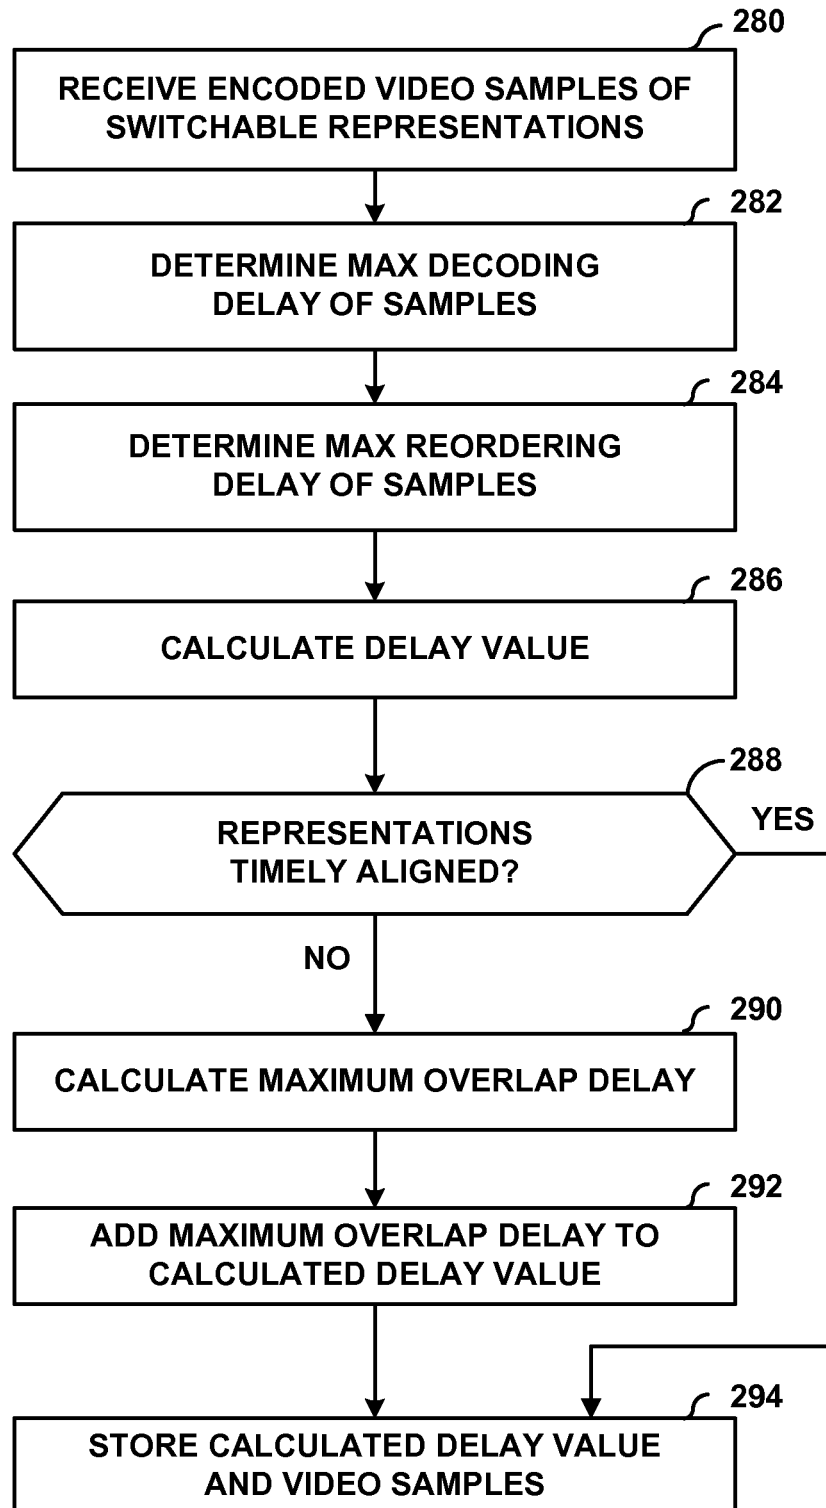 280
RECEIVE ENCODED VIDEO SAMPLES OF
SWITCHABLE REPRESENTATIONS
282
DETERMINE MAX DECODING
DELAY OF SAMPLES
284
DETERMINE MAX REORDERING
DELAY OF SAMPLES
286
CALCULATE DELAY VALUE
288
REPRESENTATIONS
TIMELY ALIGNED?
YES
NO
290
CALCULATE MAXIMUM OVERLAP DELAY
292
ADD MAXIMUM OVERLAP DELAY TO
CALCULATED DELAY VALUE
294
STORE CALCULATED DELAY VALUE
AND VIDEO SAMPLES